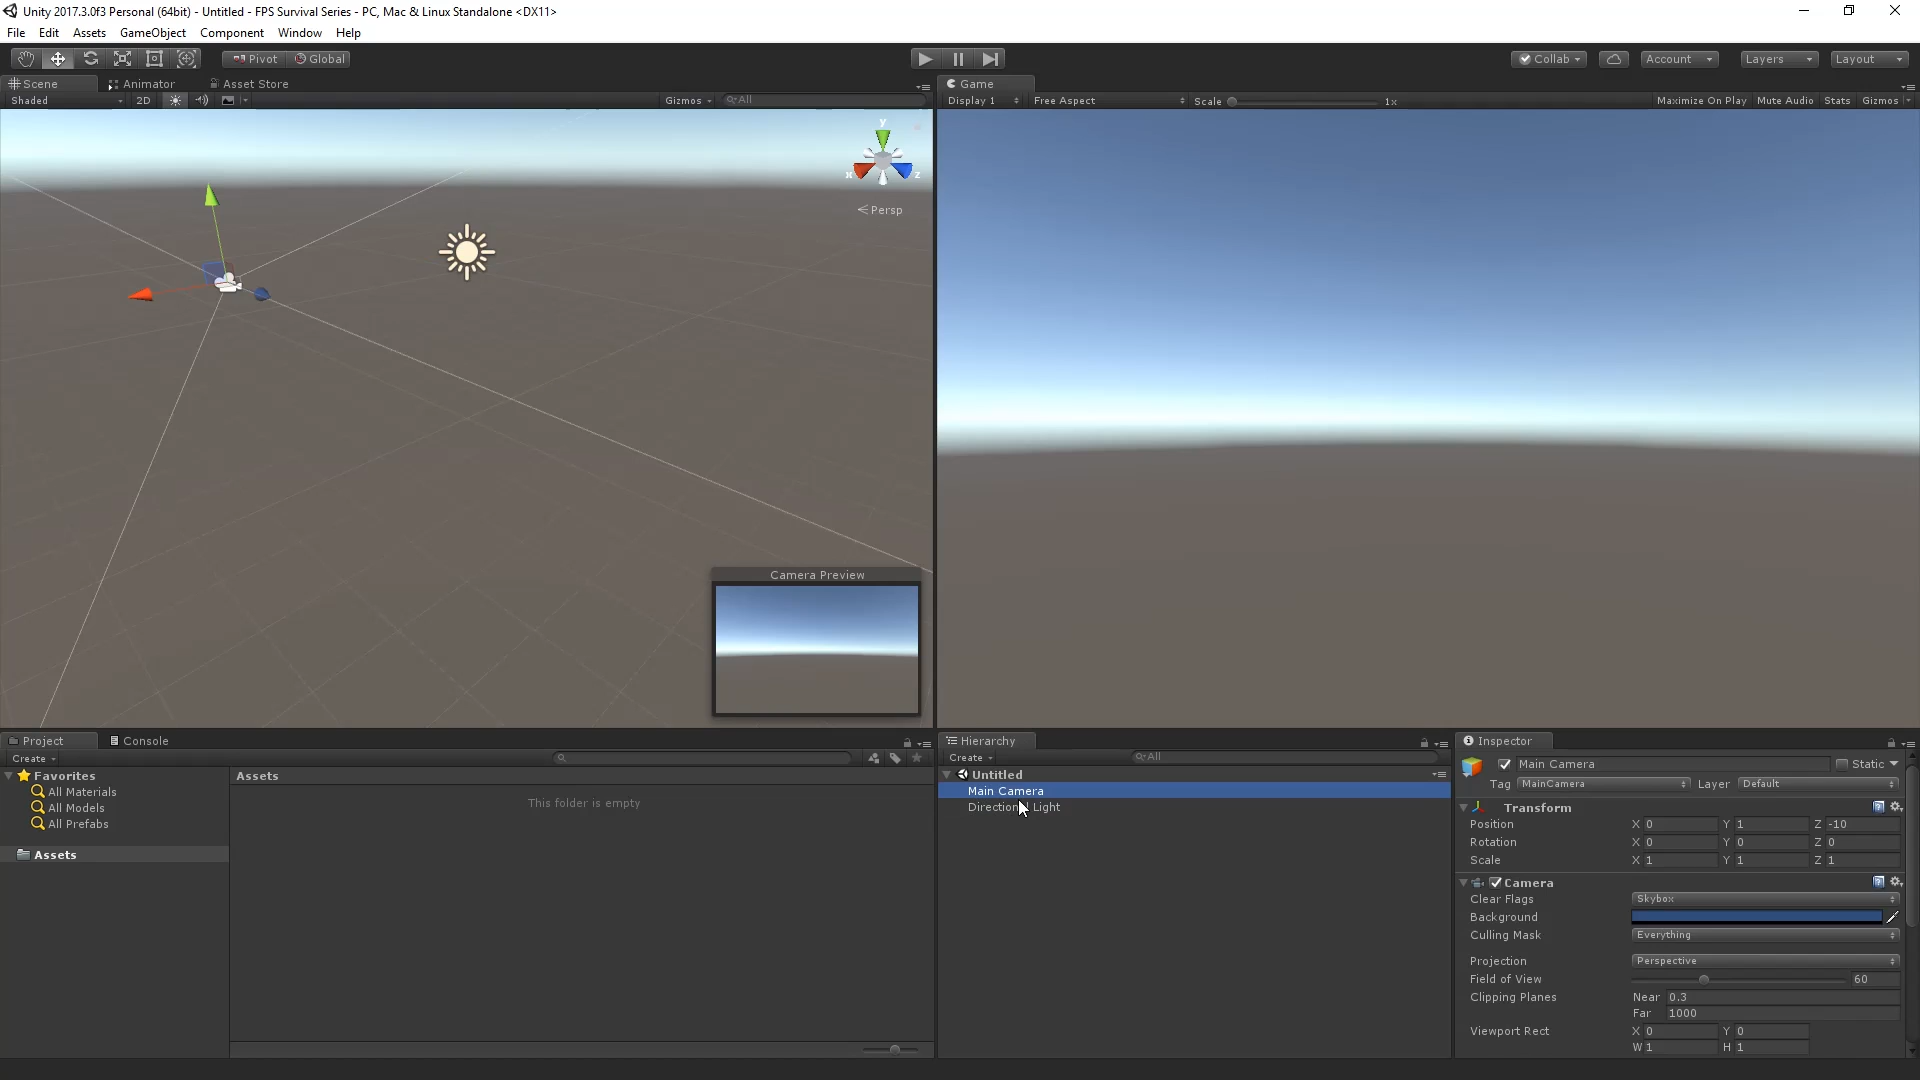 Unity 2017.3.0f3 Personal (64bit) - Untitled - FPS Survival Series - PC, Mac & Linux Standalone <DX11>
File Edit Assets GameObject Component Window Help
Pivot Global Collab Account Layers Layout
Scene Animator Asset Store
Shaded 2D Gizmos All
y
x z
Persp
Camera Preview
Game
Display 1 Free Aspect Scale 1x Maximize On Play Mute Audio Stats Gizmos
Project Console
Create
Favorites
All Materials
All Models
All Prefabs
Assets
Assets
This folder is empty
Hierarchy
Create All
Untitled
Main Camera
Directional Light
Inspector
Main Camera Static
Tag MainCamera Layer Default
Transform
Position X 0 Y 1 Z -10
Rotation X 0 Y 0 Z 0
Scale X 1 Y 1 Z 1
Camera
Clear Flags Skybox
Background
Culling Mask Everything
Projection Perspective
Field of View 60
Clipping Planes Near 0.3
Far 1000
Viewport Rect X 0 Y 0
W 1 H 1